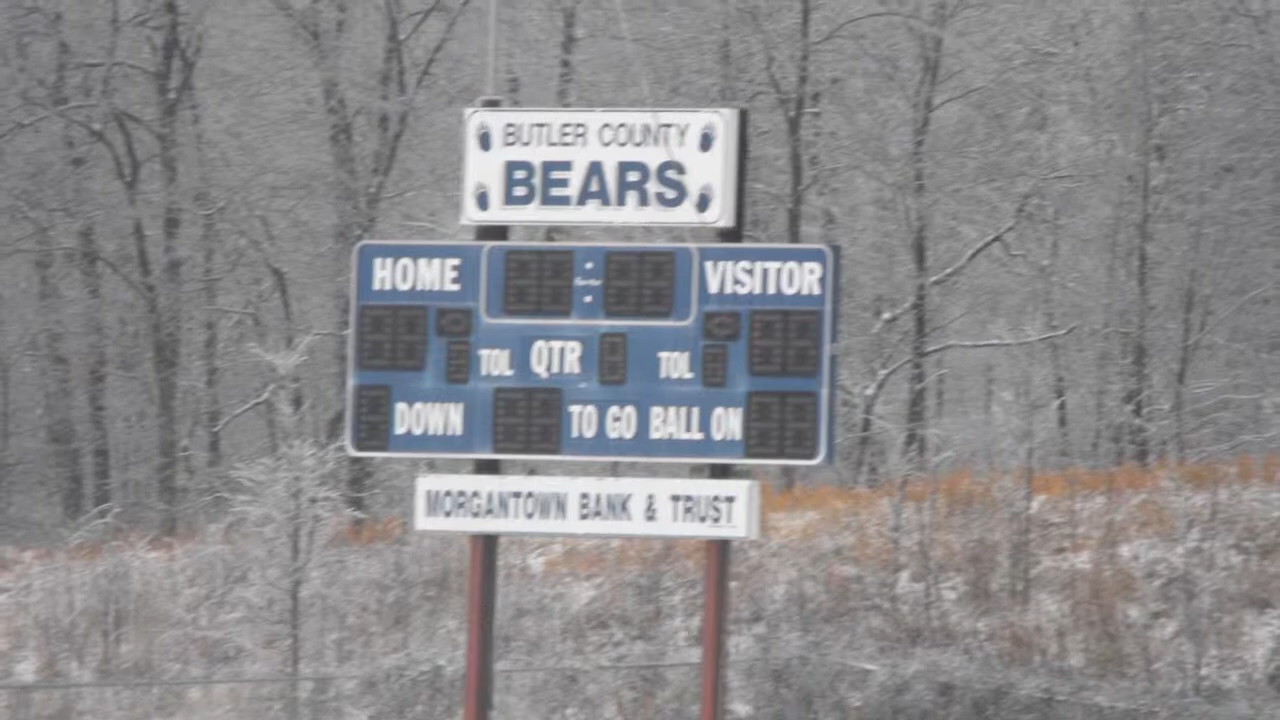 BUTLER COUNTY
BEARS
HOME : VISITOR
TOL QTR TOL
DOWN TO GO BALL ON
MORGANTOWN BANK & TRUST